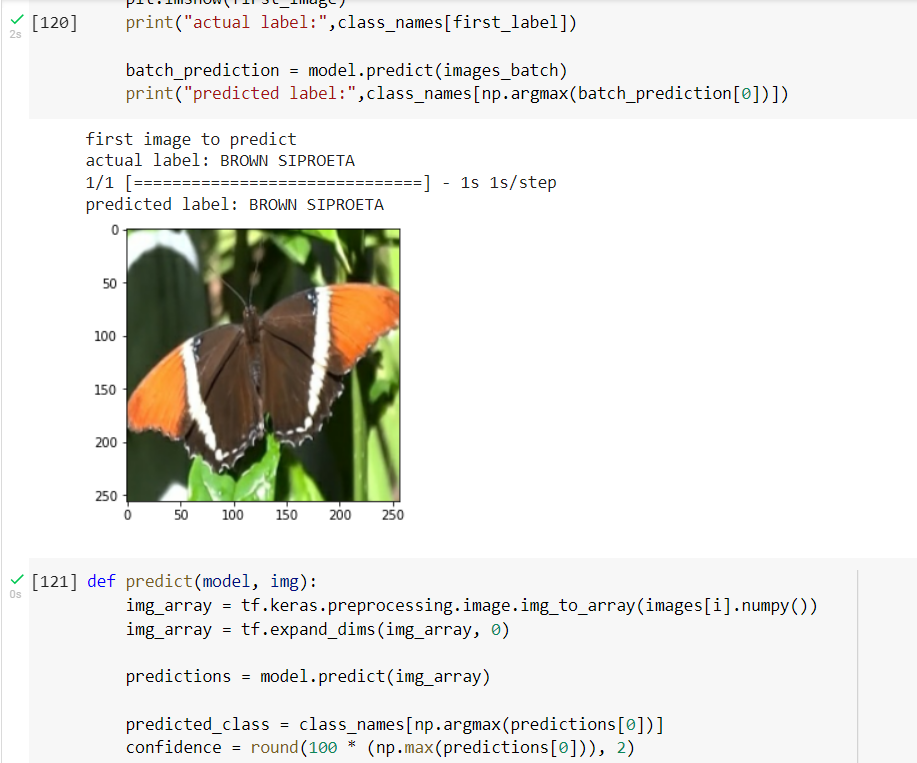 plt.imshow(first_image)
[120] print("actual label:",class_names[first_label])
2s
batch_prediction = model.predict(images_batch)
print("predicted label:",class_names[np.argmax(batch_prediction[0])])
first image to predict
actual label: BROWN SIPROETA
1/1 [==============================] - 1s 1s/step
predicted label: BROWN SIPROETA
0
50
100
150
200
250
0 50 100 150 200 250
[121] def predict(model, img):
0s
img_array = tf.keras.preprocessing.image.img_to_array(images[i].numpy())
img_array = tf.expand_dims(img_array, 0)
predictions = model.predict(img_array)
predicted_class = class_names[np.argmax(predictions[0])]
confidence = round(100 * (np.max(predictions[0])), 2)